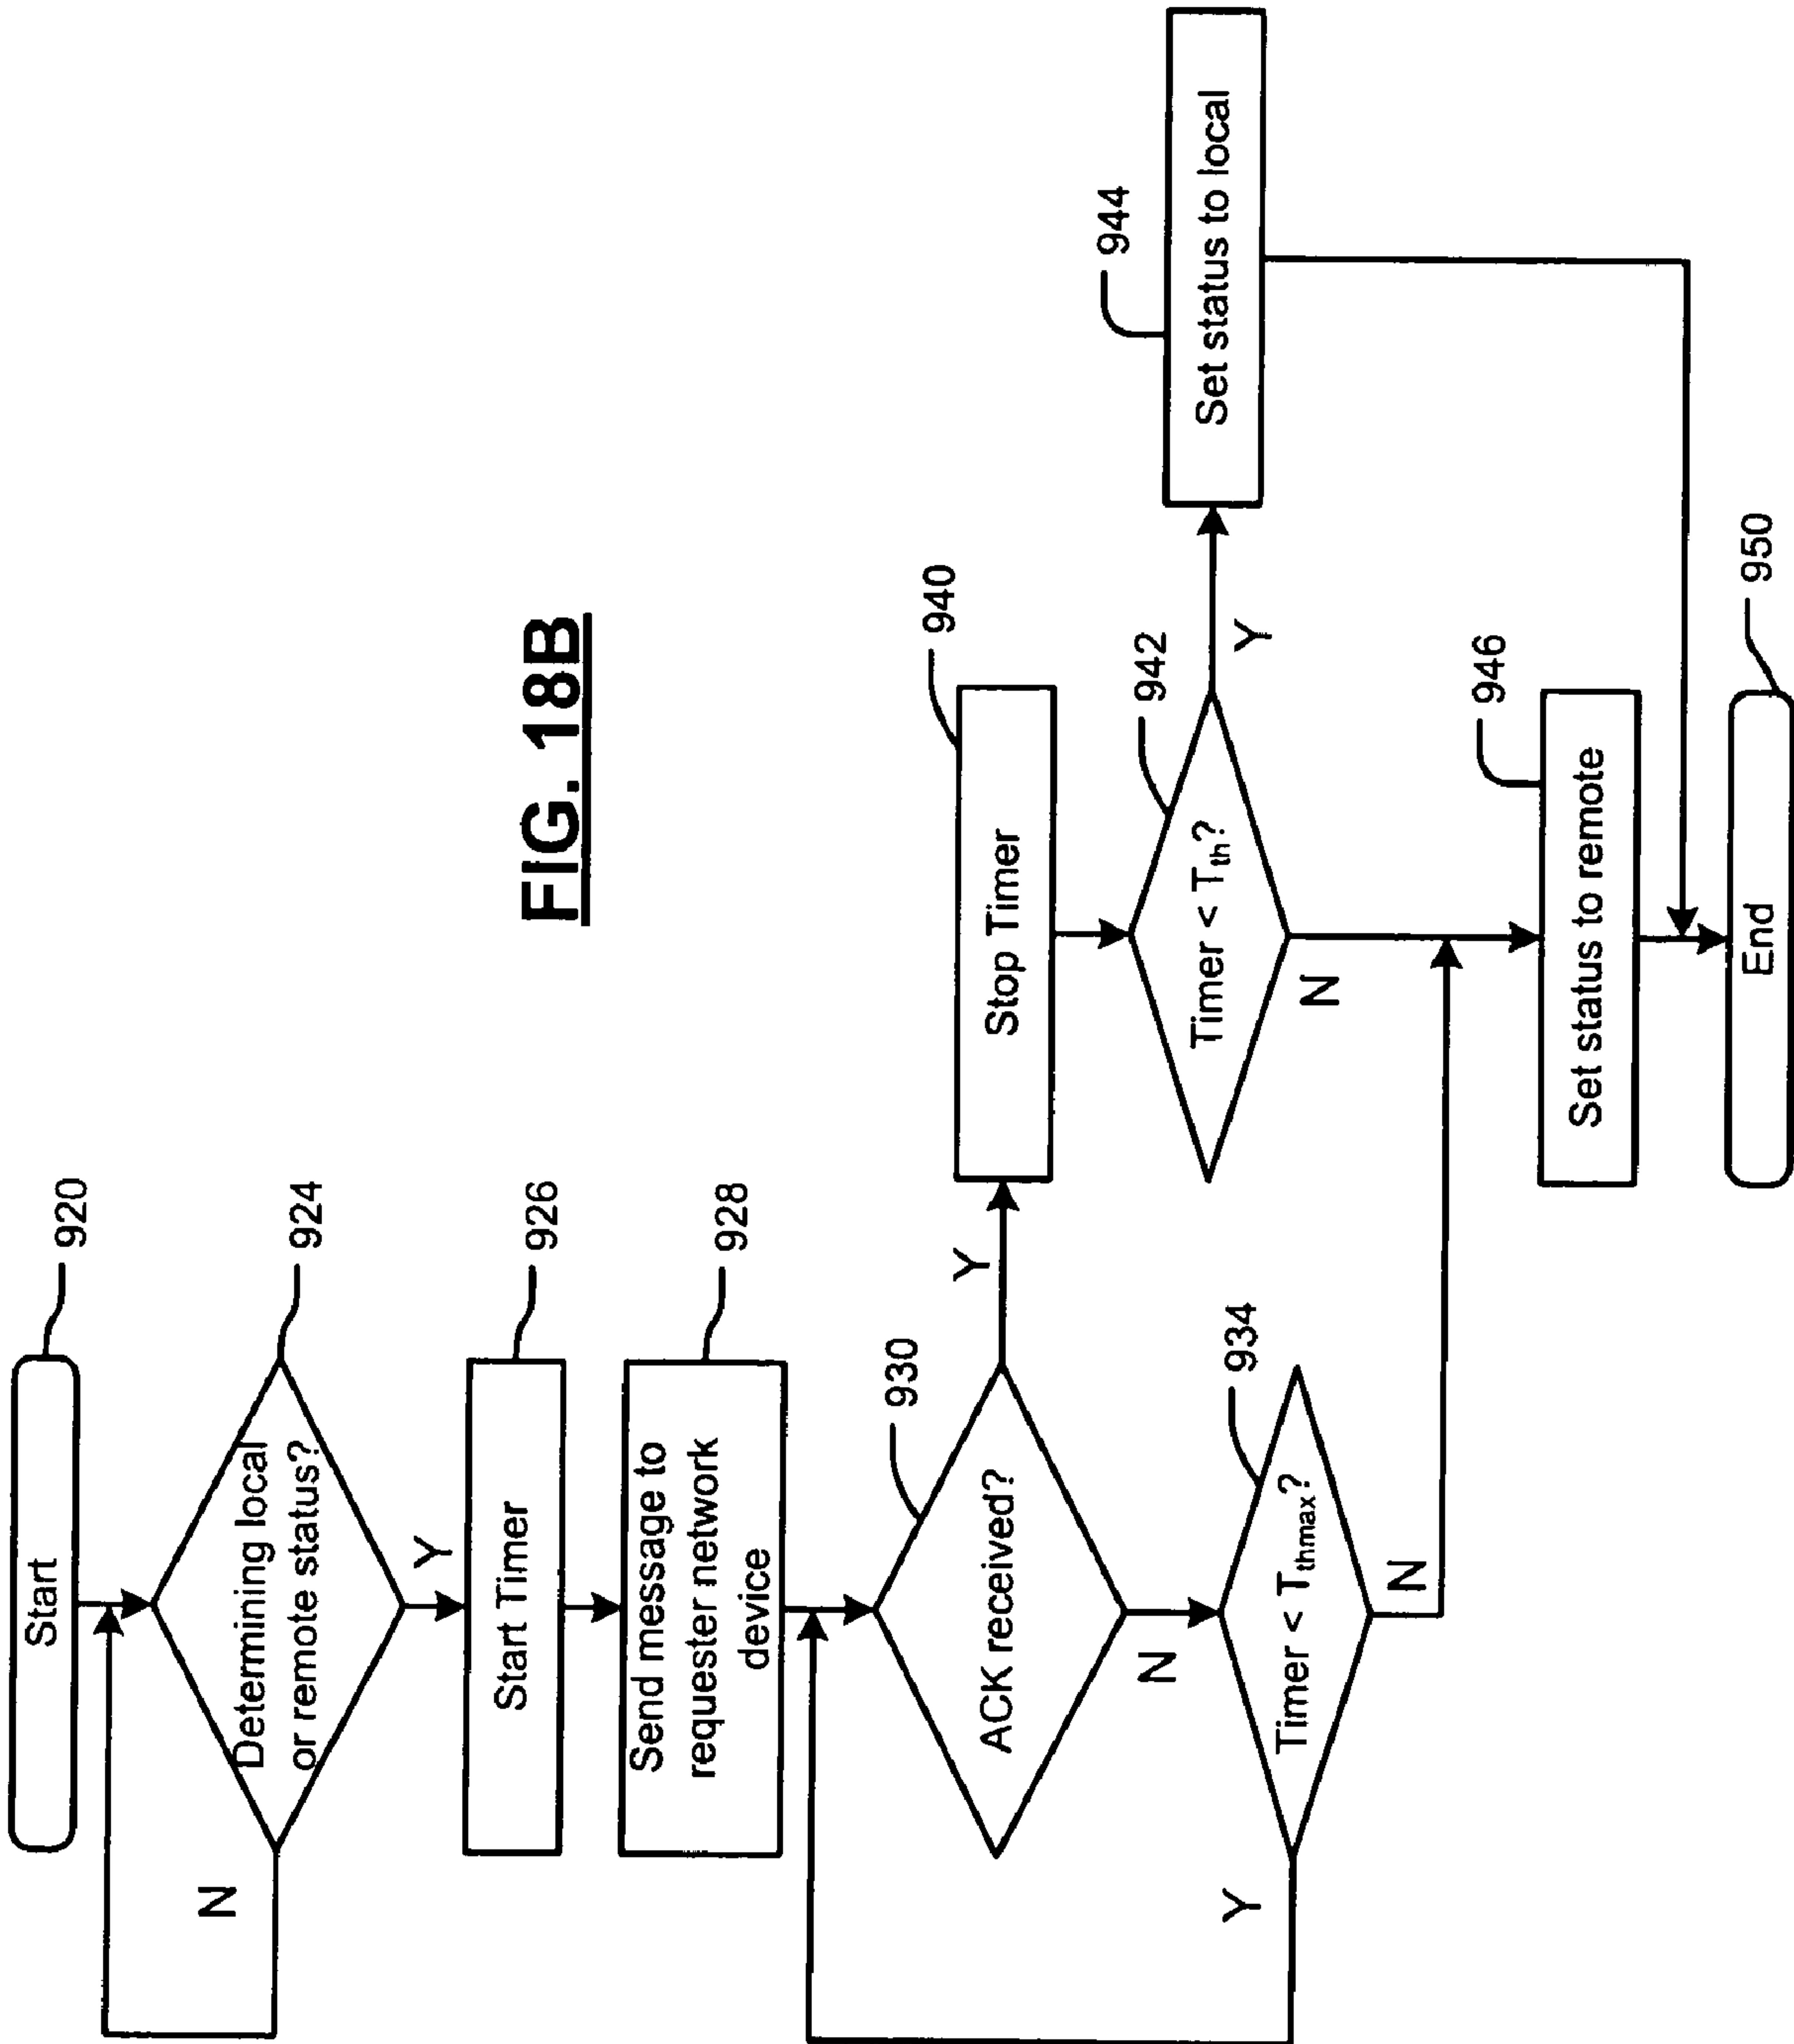 Start
920
Determining local
or remote status?
924
N
Y
Start Timer
926
Send message to
requester network
device
928
ACK received?
930
Y
N
Timer < Tthmax?
934
Y
N
Stop Timer
940
Timer < Tth?
942
Y
N
Set status to local
944
Set status to remote
946
End
950
FIG. 18B